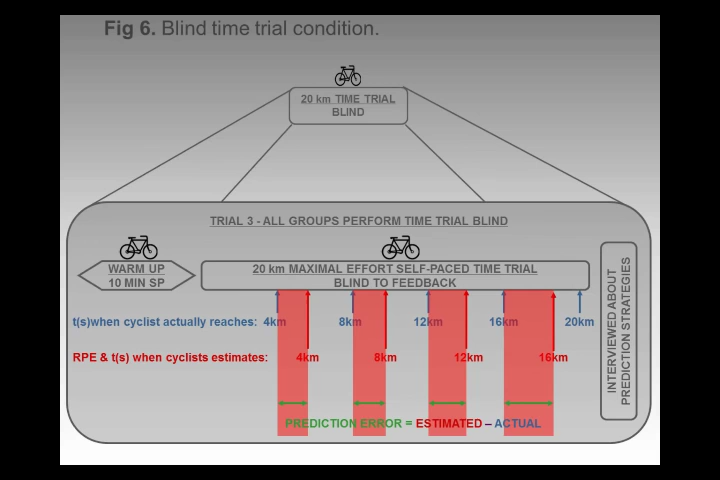 Fig 6. Blind time trial condition.
20 km TIME TRIAL
BLIND
TRIAL 3 - ALL GROUPS PERFORM TIME TRIAL BLIND
WARM UP
10 MIN SP
20 km MAXIMAL EFFORT SELF-PACED TIME TRIAL
BLIND TO FEEDBACK
t(s)when cyclist actually reaches: 4km 8km 12km 16km 20km
RPE & t(s) when cyclists estimates: 4km 8km 12km 16km
PREDICTION ERROR = ESTIMATED – ACTUAL
INTERVIEWED ABOUT
PREDICTION STRATEGIES